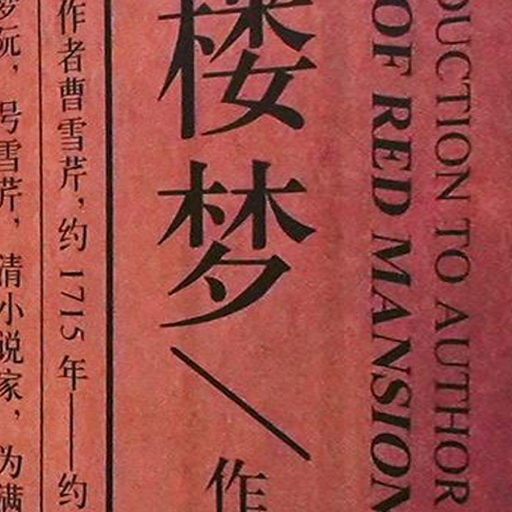 DUCTION TO AUTHOR
OF RED MANSION
楼梦/作
作者曹雪芹，约 1715 年——约
梦阮，号雪芹，清小说家，为满